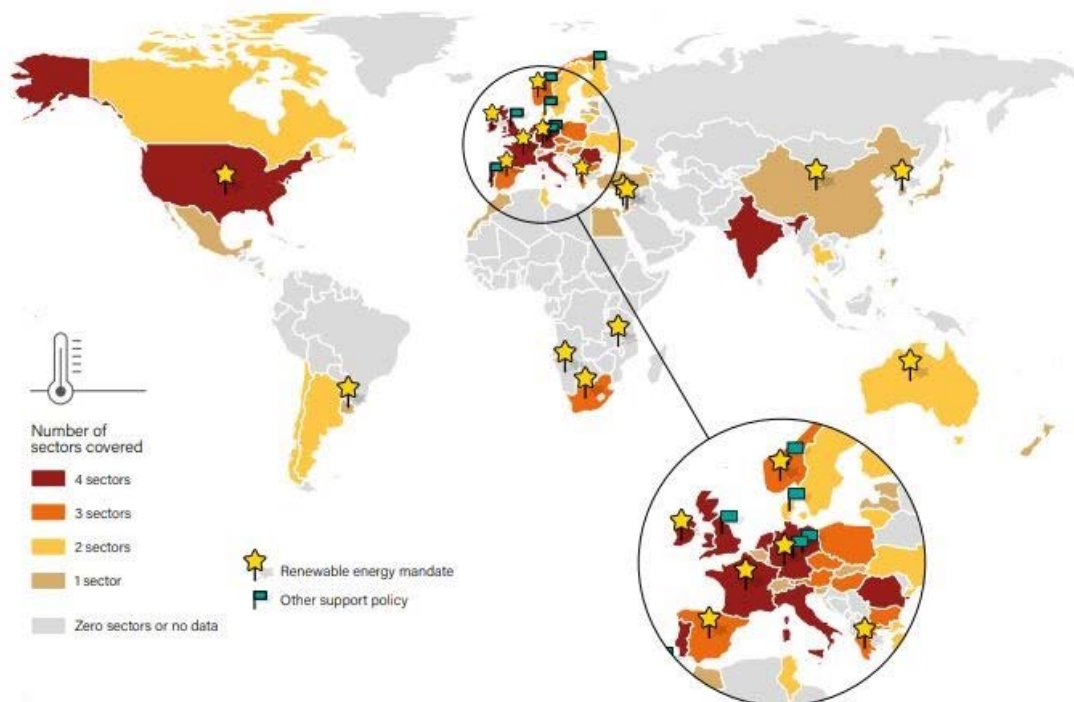 Number of
sectors covered
4 sectors
3 sectors
2 sectors
1 sector
Zero sectors or no data
Renewable energy mandate
Other support policy